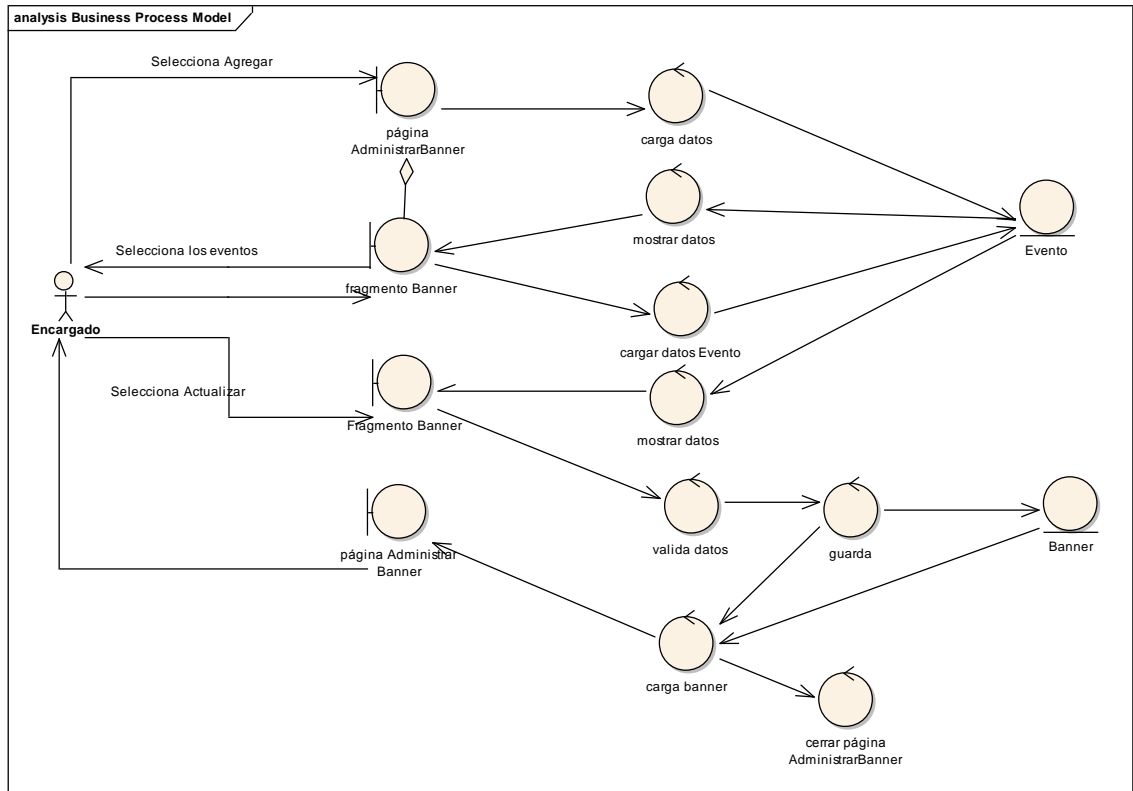 analysis Business Process Model
Selecciona Agregar
página
AdministrarBanner
carga datos
mostrar datos
Evento
Selecciona los eventos
fragmento Banner
Encargado
cargar datos Evento
Selecciona Actualizar
Fragmento Banner
mostrar datos
valida datos
guarda
Banner
página Administrar
Banner
carga banner
cerrar página
AdministrarBanner